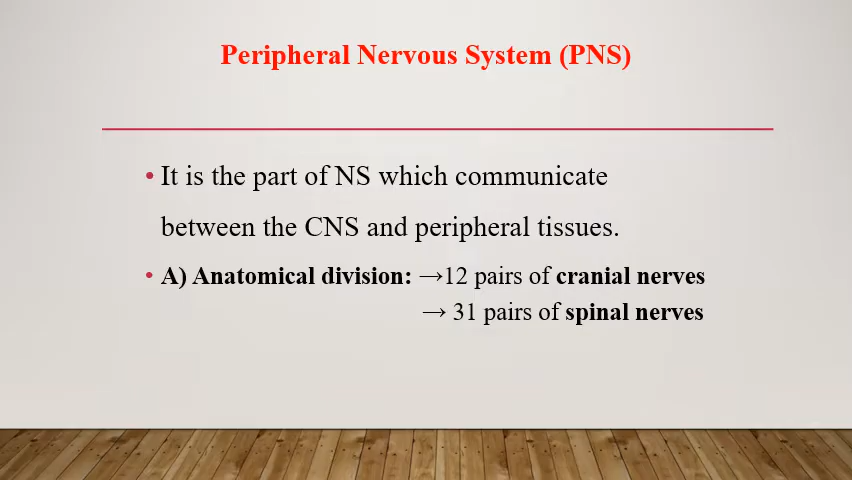 Peripheral Nervous System (PNS)
• It is the part of NS which communicate
between the CNS and peripheral tissues.
• A) Anatomical division: →12 pairs of cranial nerves
→ 31 pairs of spinal nerves